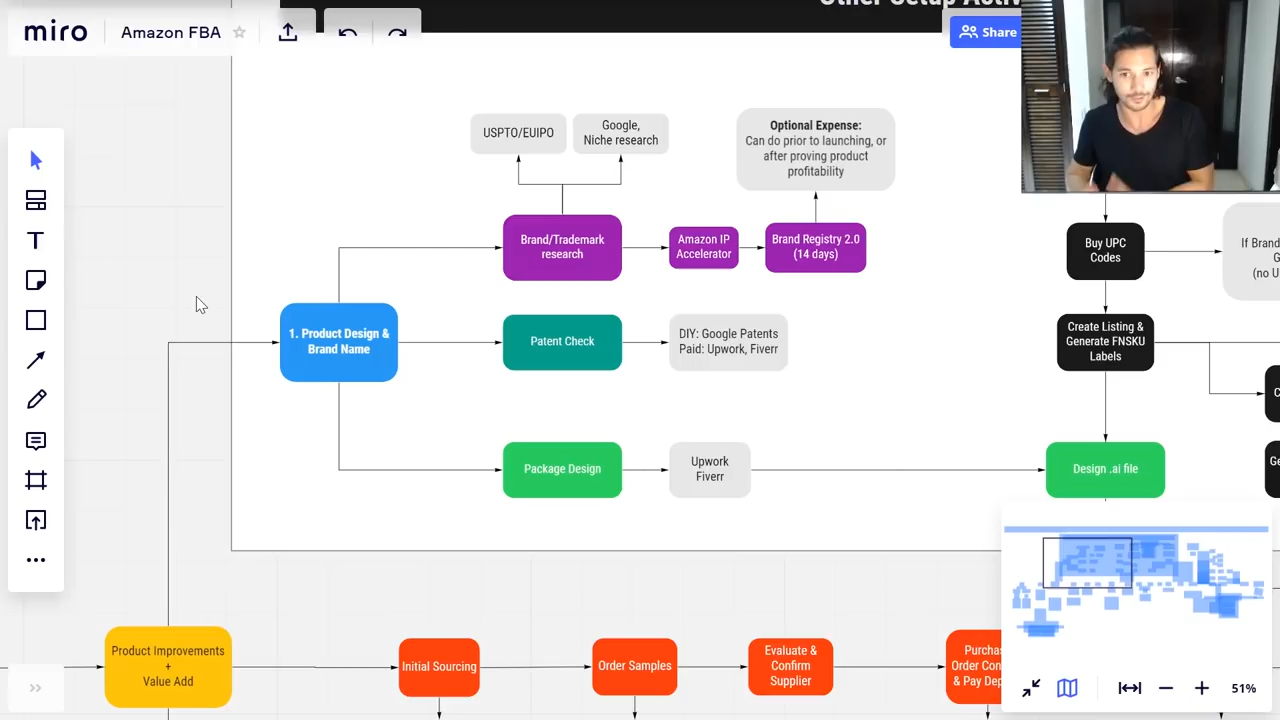 Other Setup Activ
miro
Amazon FBA
Share
USPTO/EUIPO
Google,
Niche research
Optional Expense:
Can do prior to launching, or
after proving product
profitability
Brand/Trademark
research
Amazon IP
Accelerator
Brand Registry 2.0
(14 days)
Buy UPC
Codes
If Brand
G
(no U
1. Product Design &
Brand Name
Patent Check
DIY: Google Patents
Paid: Upwork, Fiverr
Create Listing &
Generate FNSKU
Labels
C
Package Design
Upwork
Fiverr
Design .ai file
Ge
Product Improvements
+
Value Add
Initial Sourcing
Order Samples
Evaluate &
Confirm
Supplier
Purchas
Order Con
& Pay Dep
51%